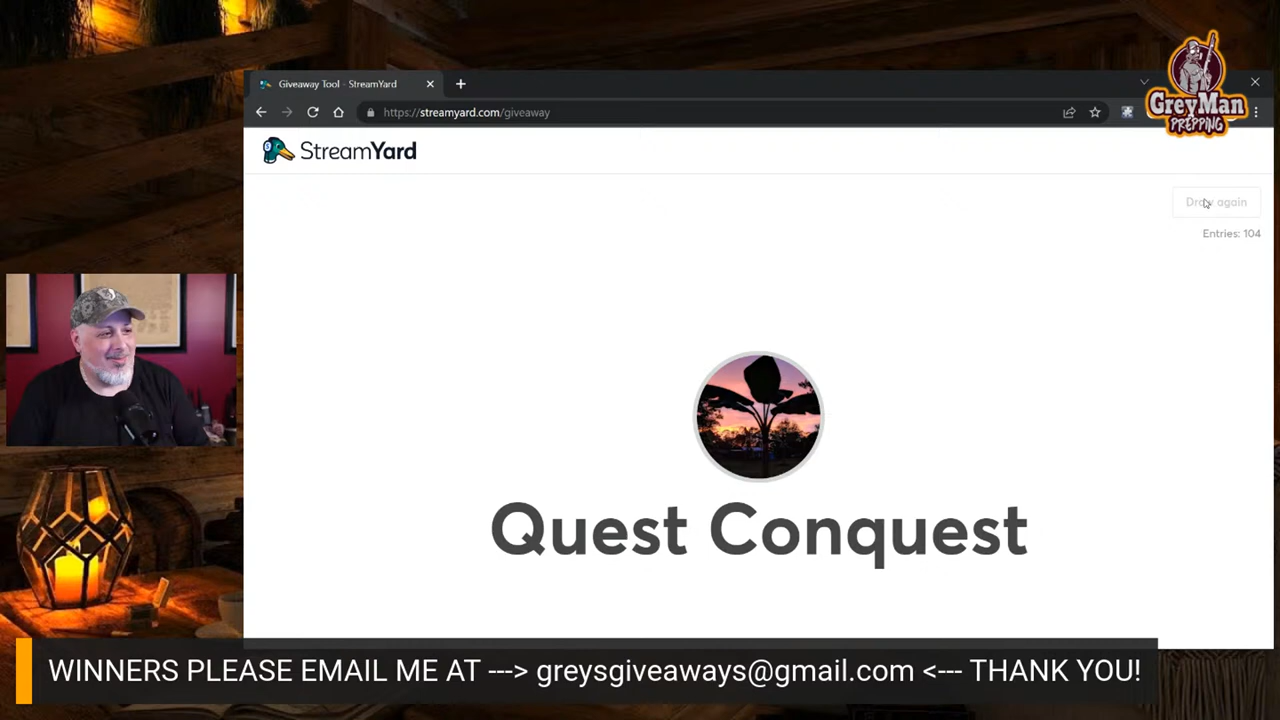 Giveaway Tool - StreamYard
https://streamyard.com/giveaway
GreyMan
PREPPING
StreamYard
Draw again
Entries: 104
Quest Conquest
WINNERS PLEASE EMAIL ME AT ---> greysgiveaways@gmail.com <--- THANK YOU!